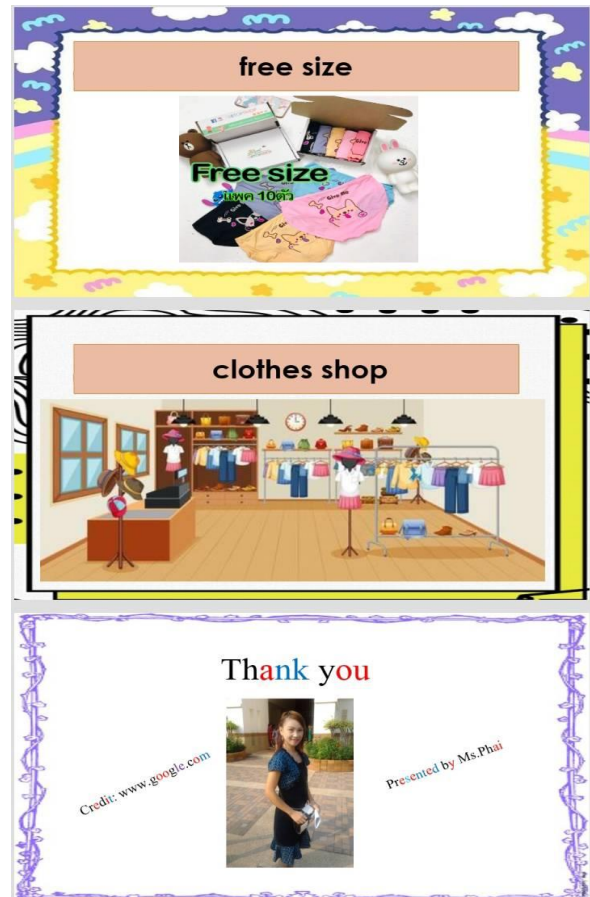 free size
Free size
แพค 10ตัว
clothes shop
Thank you
Credit: www.google.com
Presented by Ms.Phai